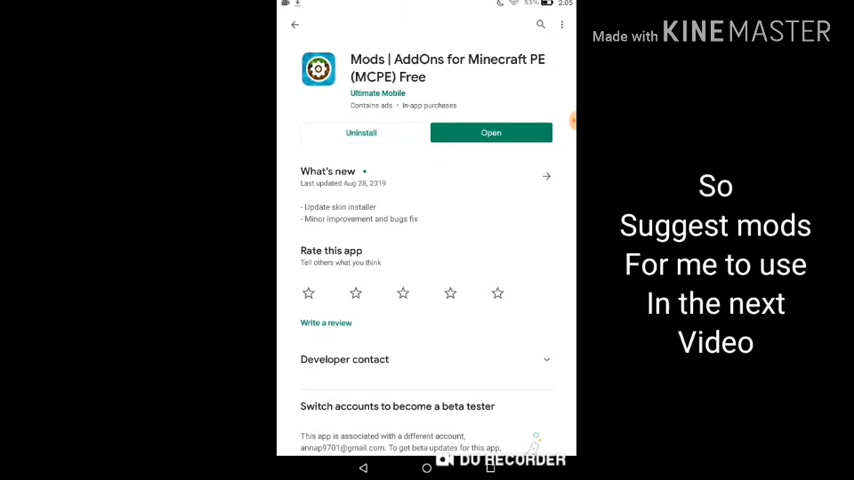 53% 2:05
Made with KINEMASTER
Mods | AddOns for Minecraft PE
(MCPE) Free
Ultimate Mobile
Contains ads • In-app purchases
Uninstall
Open
What's new •
Last updated Aug 28, 2019
- Update skin installer
- Minor improvement and bugs fix
Rate this app
Tell others what you think
Write a review
Developer contact
Switch accounts to become a beta tester
This app is associated with a different account,
annap9701@gmail.com. To get beta updates for this app,
DU RECORDER
So
Suggest mods
For me to use
In the next
Video